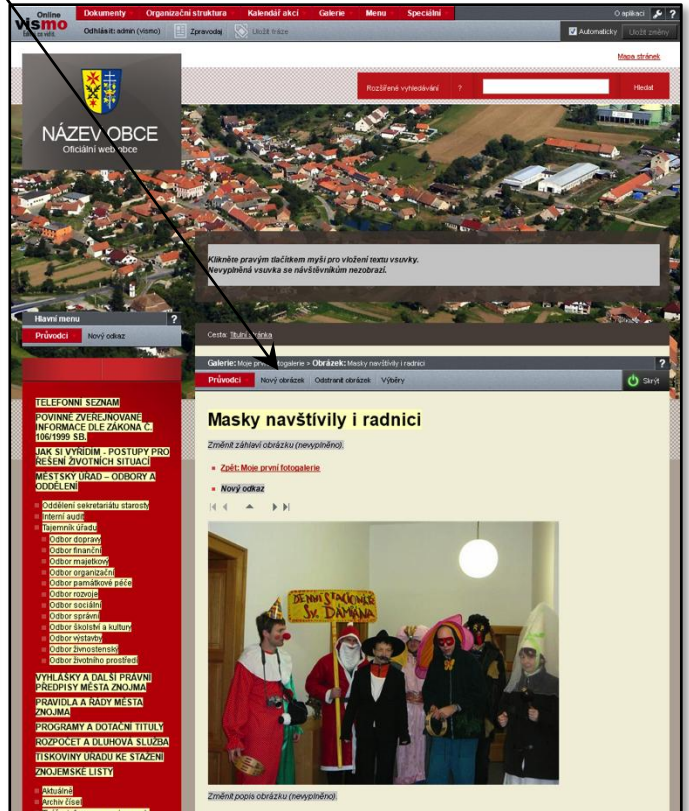 Online
vismo
Dokumenty Organizační struktura Kalendář akcí Galerie Menu Speciální
O aplikaci ?
Odhlásit: admin (vismo) Zpravodaj Uložit fráze
Automaticky Uložit změny
Mapa stránek
Rozšířené vyhledávání ? Hledat
NÁZEV OBCE
Oficiální web obce
Klikněte pravým tlačítkem myši pro vložení textu vsuvky.
Nevyplněná vsuvka se návštěvníkům nezobrazí.
Hlavní menu ?
Průvodci Nový odkaz
Cesta: Titulní stránka
Galerie: Moje první fotogalerie > Obrázek: Masky navštívily i radnici ?
Průvodci Nový obrázek Odstranit obrázek Výběry Skrýt
TELEFONNÍ SEZNAM
POVINNĚ ZVEŘEJŇOVANÉ
INFORMACE DLE ZÁKONA Č.
106/1999 SB.
JAK SI VYŘÍDÍM - POSTUPY PRO
ŘEŠENÍ ŽIVOTNÍCH SITUACÍ
MĚSTSKÝ ÚŘAD – ODBORY A
ODDĚLENÍ
Oddělení sekretariátu starosty
Interní audit
Tajemník úřadu
Odbor dopravy
Odbor finanční
Odbor majetkový
Odbor organizační
Odbor památkové péče
Odbor rozvoje
Odbor sociální
Odbor správní
Odbor školství a kultury
Odbor výstavby
Odbor živnostenský
Odbor životního prostředí
VYHLÁŠKY A DALŠÍ PRÁVNÍ
PŘEDPISY MĚSTA ZNOJMA
PRAVIDLA A ŘÁDY MĚSTA
ZNOJMA
PROGRAMY A DOTAČNÍ TITULY
ROZPOČET A DLUHOVÁ SLUŽBA
TISKOVINY ÚŘADU KE STAŽENÍ
ZNOJEMSKÉ LISTY
Aktuálně
Archiv čísel
Masky navštívily i radnici
Změnit záhlaví obrázku (nevyplněno).
Zpět: Moje první fotogalerie
Nový odkaz
DENNÍ STACIONÁŘ
SV. DAMIÁNA
Změnit popis obrázku (nevyplněno).